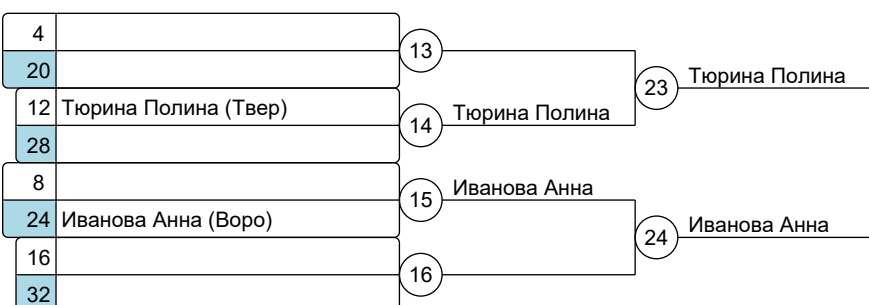 4
13
20
23 Тюрина Полина
12 Тюрина Полина (Твер)
14 Тюрина Полина
28
8
15 Иванова Анна
24 Иванова Анна (Воро)
24 Иванова Анна
16
16
32